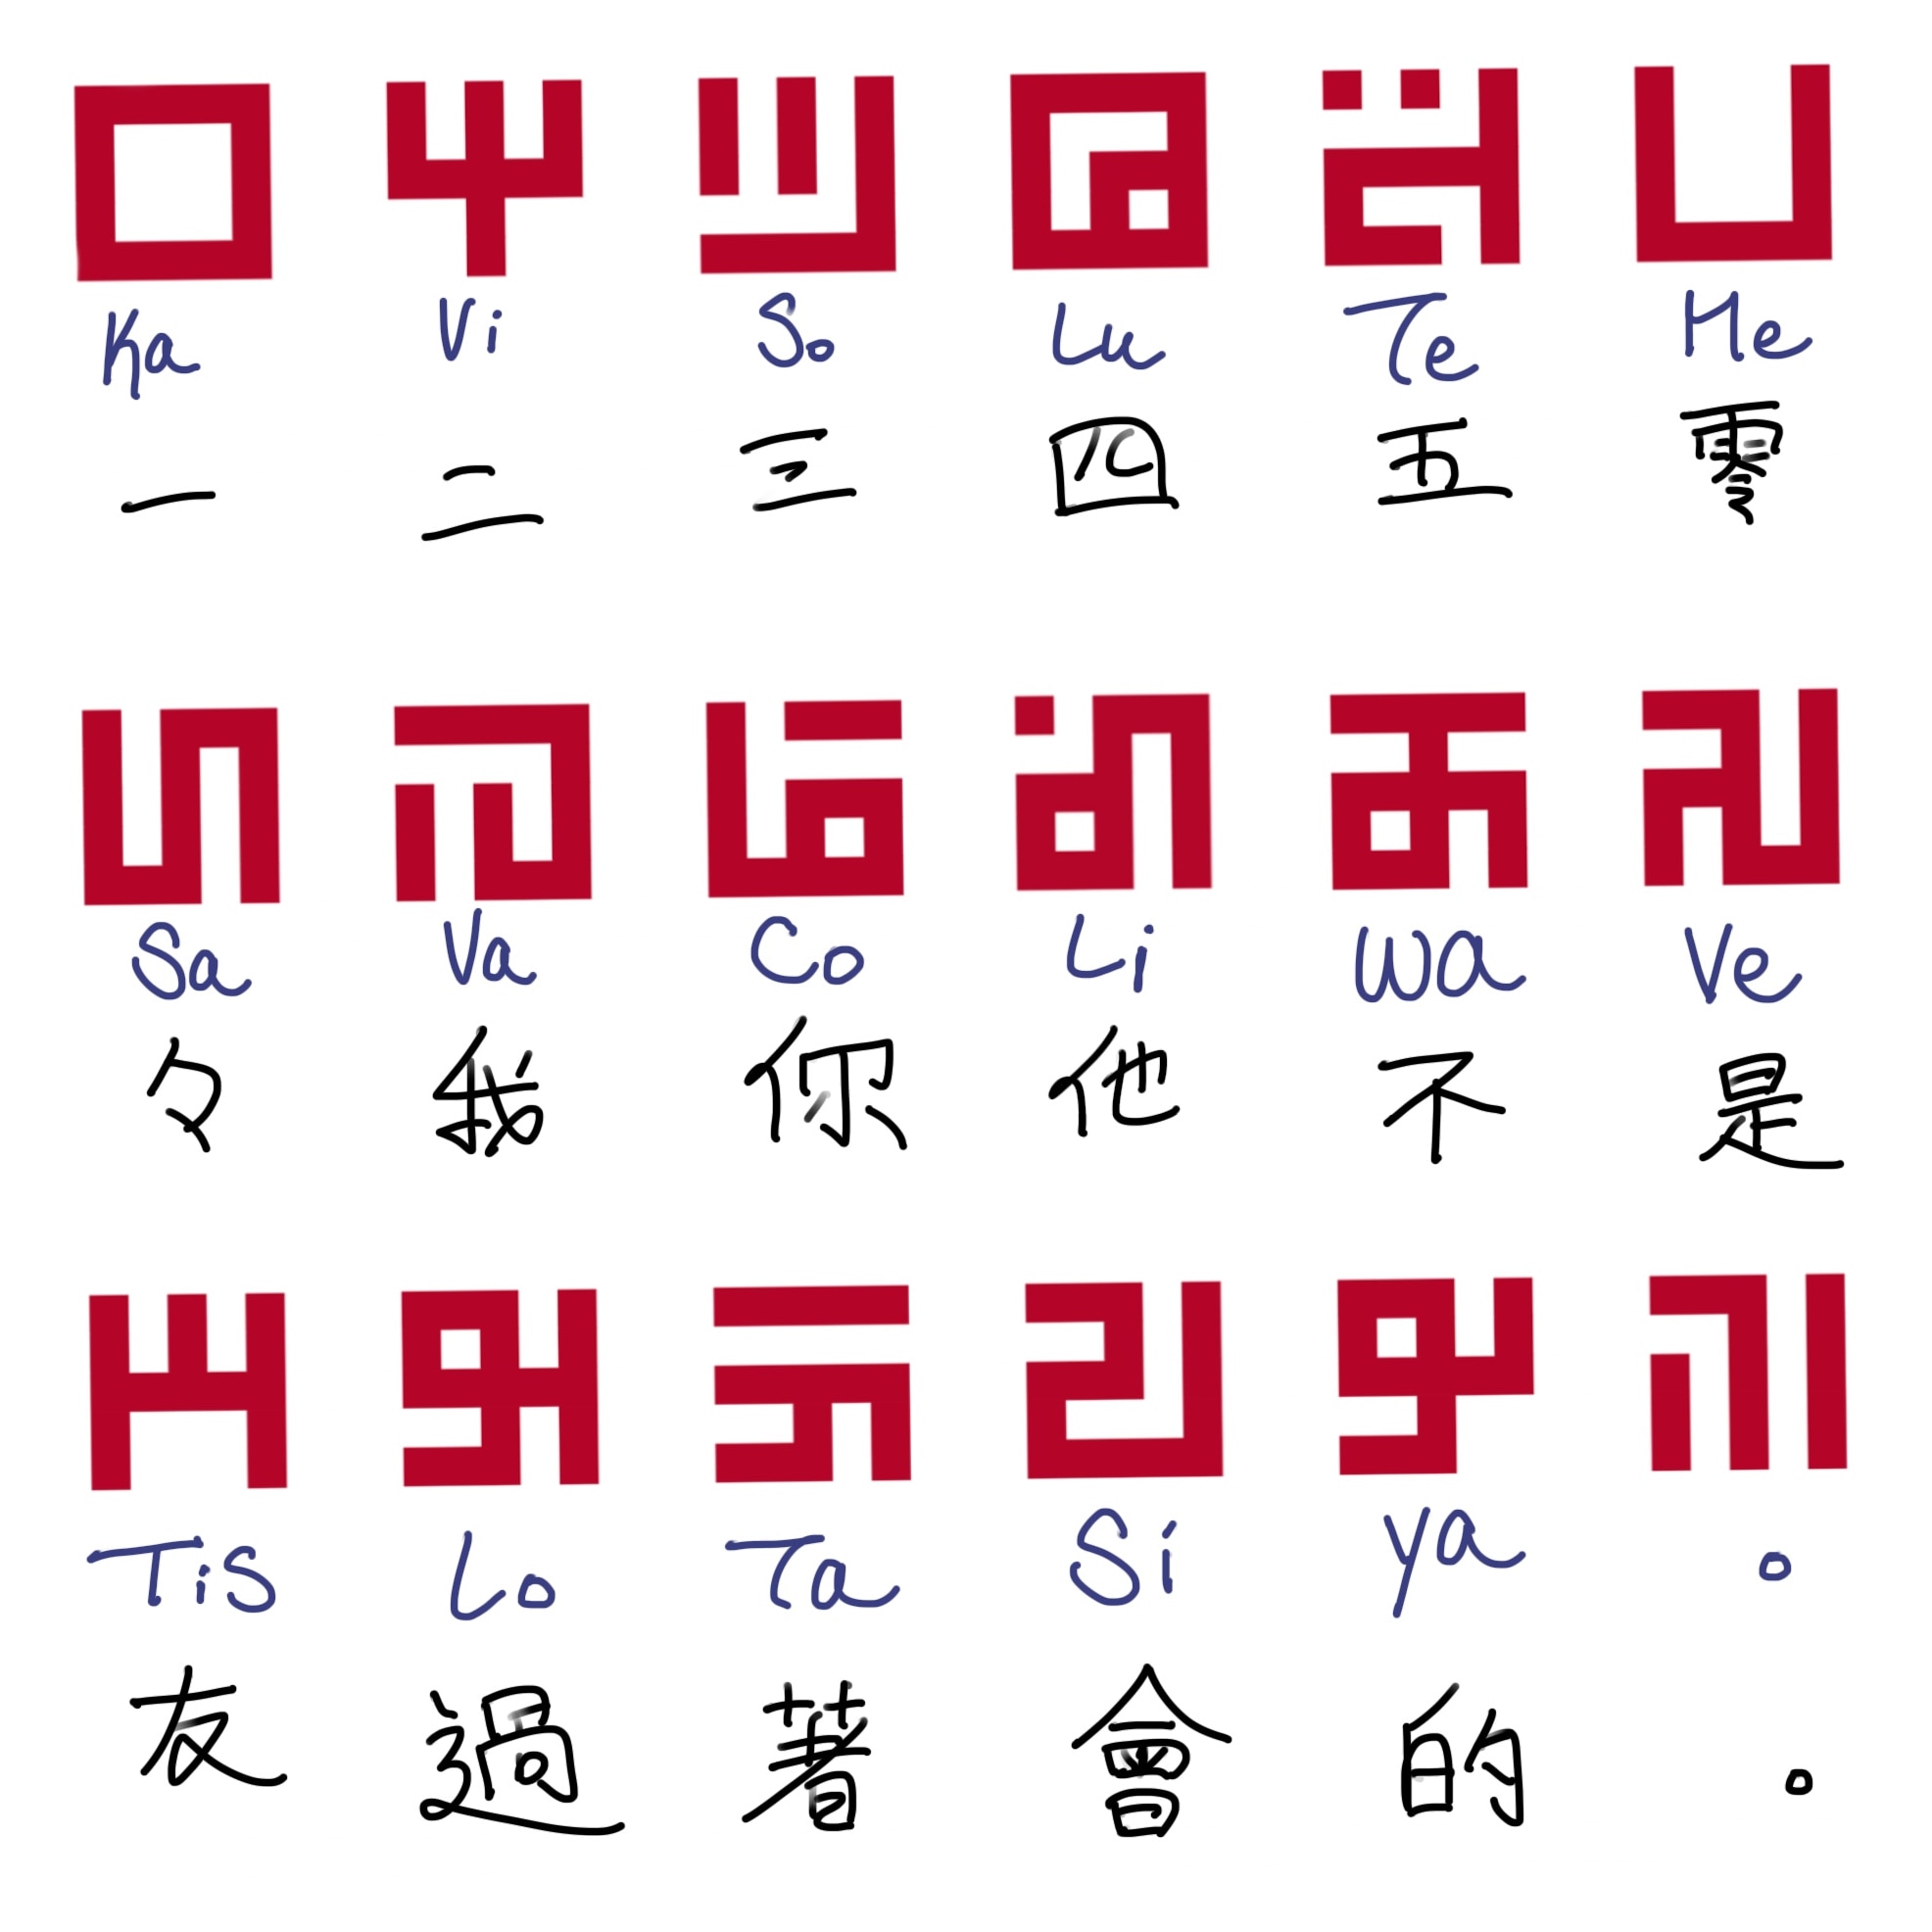 Ka Vi So Lu Te He
一 二 三 四 五 零
Sa Va Co Li Wa Ve
々 我 你 他 不 是
Tis Lo Ta Si ya 。
友 過 著 會 的 。